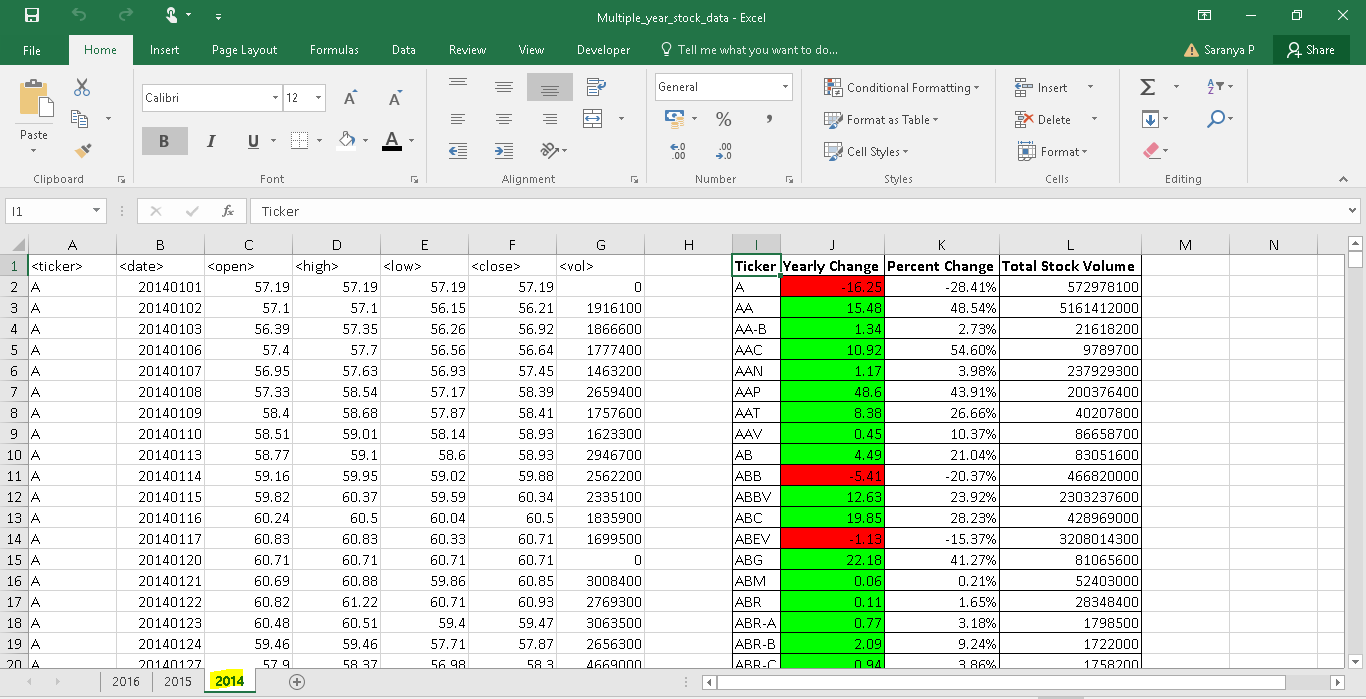 Multiple_year_stock_data - Excel
File Home Insert Page Layout Formulas Data Review View Developer Tell me what you want to do... Saranya P Share
Paste
Calibri 12
B I U A
General
% ,
←0 .00 .00 →.0
Conditional Formatting
Format as Table
Cell Styles
Insert
Delete
Format
Clipboard Font Alignment Number Styles Cells Editing
I1 fx Ticker
A B C D E F G H I J K L M N
1 <ticker> <date> <open> <high> <low> <close> <vol> Ticker Yearly Change Percent Change Total Stock Volume
2 A 20140101 57.19 57.19 57.19 57.19 0 A -16.25 -28.41% 572978100
3 A 20140102 57.1 57.1 56.15 56.21 1916100 AA 15.48 48.54% 5161412000
4 A 20140103 56.39 57.35 56.26 56.92 1866600 AA-B 1.34 2.73% 21618200
5 A 20140106 57.4 57.7 56.56 56.64 1777400 AAC 10.92 54.60% 9789700
6 A 20140107 56.95 57.63 56.93 57.45 1463200 AAN 1.17 3.98% 237929300
7 A 20140108 57.33 58.54 57.17 58.39 2659400 AAP 48.6 43.91% 200376400
8 A 20140109 58.4 58.68 57.87 58.41 1757600 AAT 8.38 26.66% 40207800
9 A 20140110 58.51 59.01 58.14 58.93 1623300 AAV 0.45 10.37% 86658700
10 A 20140113 58.77 59.1 58.6 58.93 2946700 AB 4.49 21.04% 83051600
11 A 20140114 59.16 59.95 59.02 59.88 2562200 ABB -5.41 -20.37% 466820000
12 A 20140115 59.82 60.37 59.59 60.34 2335100 ABBV 12.63 23.92% 2303237600
13 A 20140116 60.24 60.5 60.04 60.5 1835900 ABC 19.85 28.23% 428969000
14 A 20140117 60.83 60.83 60.33 60.71 1699500 ABEV -1.13 -15.37% 3208014300
15 A 20140120 60.71 60.71 60.71 60.71 0 ABG 22.18 41.27% 81065600
16 A 20140121 60.69 60.88 59.86 60.85 3008400 ABM 0.06 0.21% 52403000
17 A 20140122 60.82 61.22 60.71 60.93 2769300 ABR 0.11 1.65% 28348400
18 A 20140123 60.48 60.51 59.4 59.47 3063500 ABR-A 0.77 3.18% 1798500
19 A 20140124 59.46 59.46 57.71 57.87 2656300 ABR-B 2.09 9.24% 1722000
20 A 20140127 57.9 58.37 56.98 58.3 4669000 ABR-C 0.94 3.86% 1758200
2016 2015 2014